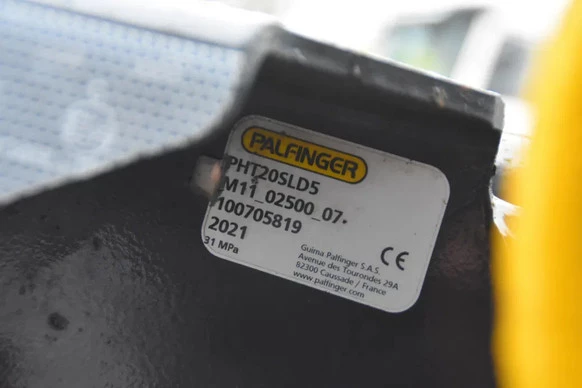 PALFINGER
PHT20SLD5
M11_02500_07.
100705819
2021
31 MPa
CE
Guima Palfinger S.A.S.
Avenue des Tourondes 29A
82300 Caussade / France
www.palfinger.com